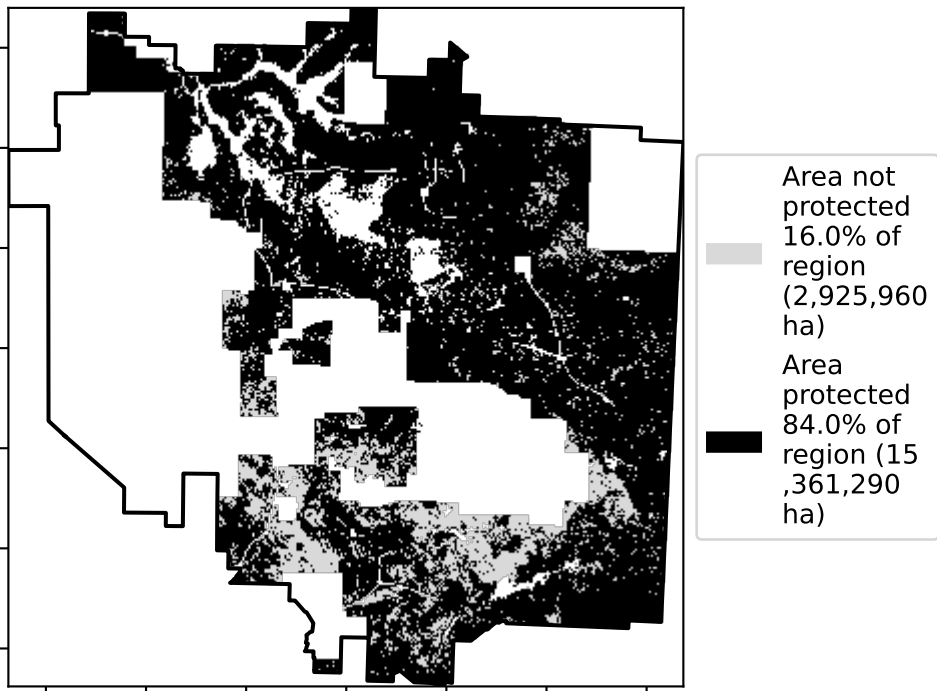 Area not
protected
16.0% of
region
(2,925,960
ha)
Area
protected
84.0% of
region (15
,361,290
ha)